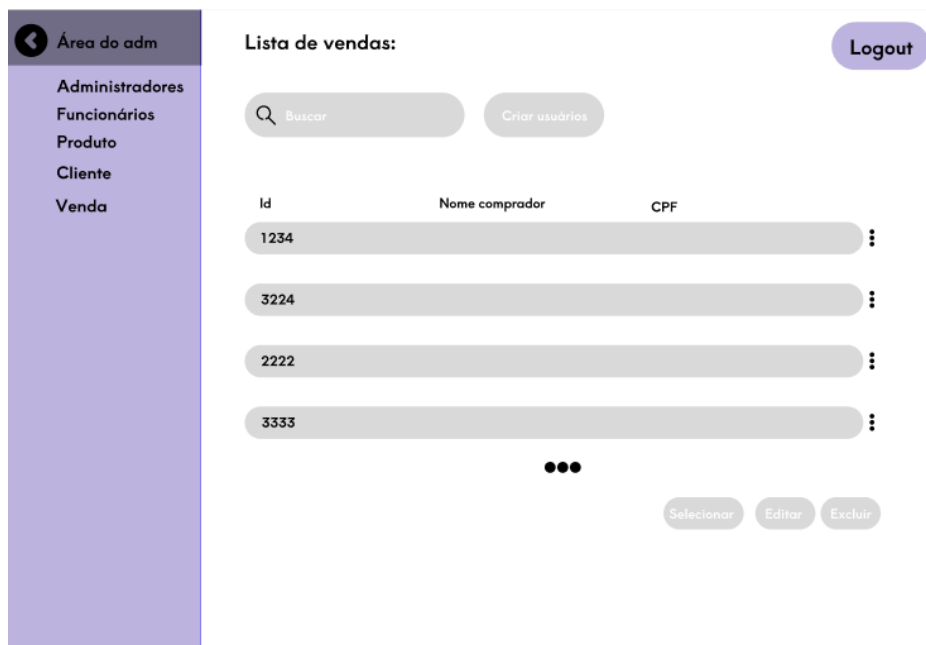 Área do adm
Administradores
Funcionários
Produto
Cliente
Venda
Lista de vendas:
Logout
Buscar
Criar usuários
Id Nome comprador CPF
1234
3224
2222
3333
Selecionar Editar Excluir